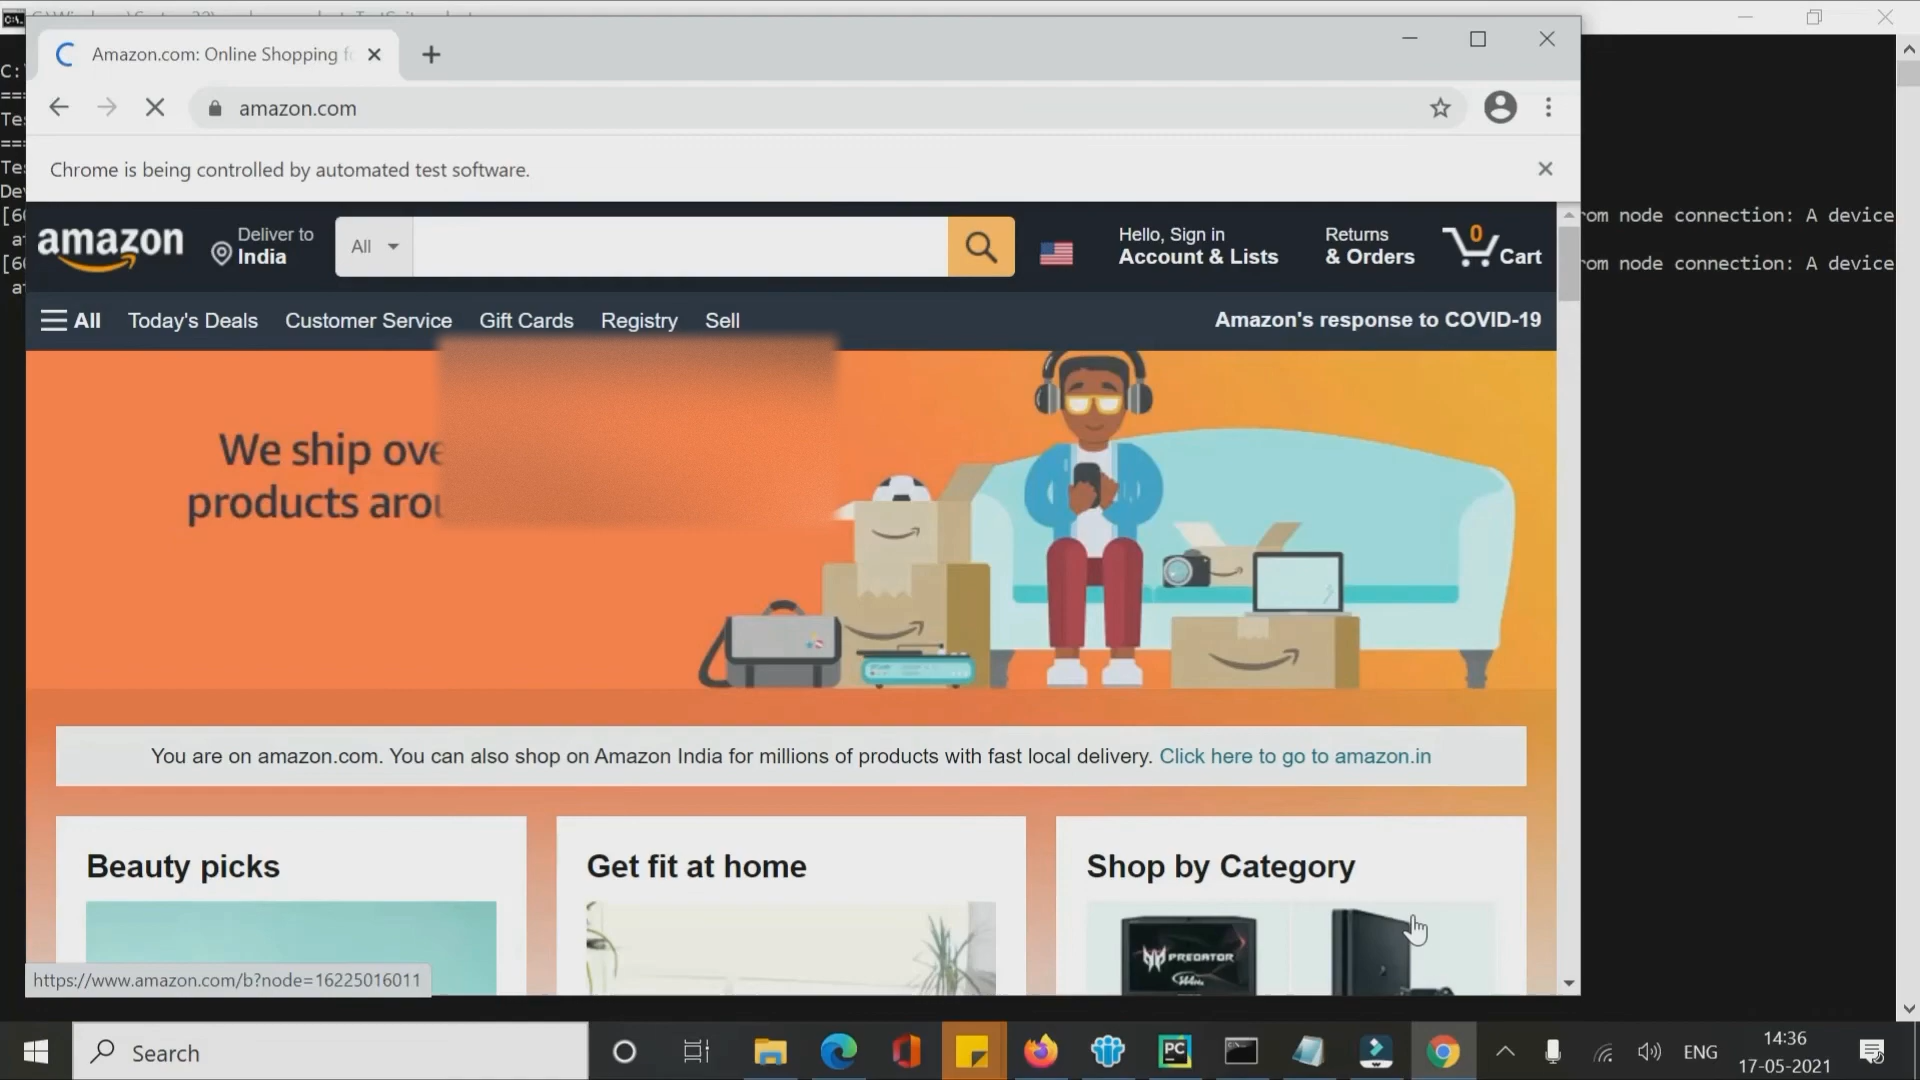 Amazon.com: Online Shopping
amazon.com
Chrome is being controlled by automated test software.
rom node connection: A device
rom node connection: A device
amazon
Deliver to
India
All
Hello, Sign in
Account & Lists
Returns
& Orders
0
Cart
All
Today's Deals
Customer Service
Gift Cards
Registry
Sell
Amazon's response to COVID-19
We ship
products
You are on amazon.com. You can also shop on Amazon India for millions of products with fast local delivery. Click here to go to amazon.in
Beauty picks
Get fit at home
Shop by Category
PREDATOR
https://www.amazon.com/b?node=16225016011
Search
PC
ENG
14:36
17-05-2021